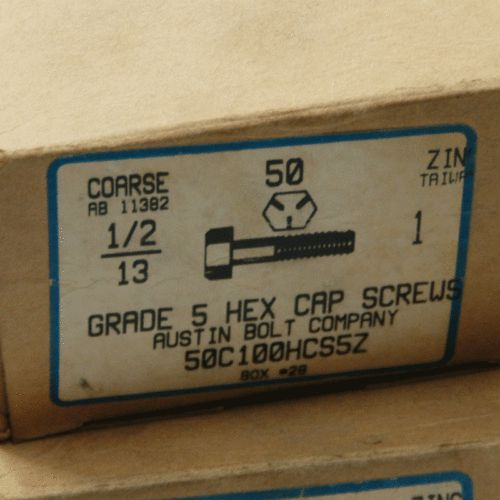 COARSE
50
ZIN
AB 11382
TAIWA
1/2
13
1
GRADE 5 HEX CAP SCREWS
AUSTIN BOLT COMPANY
50C100HCS5Z
BOX #28
ZINC